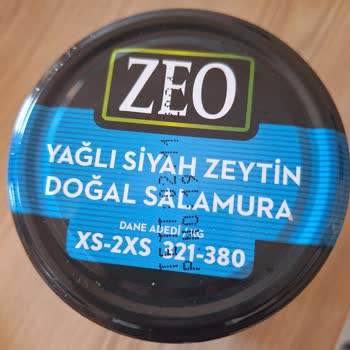 ZEO
YAĞLI SİYAH ZEYTİN
DOĞAL SALAMURA
DANE ADEDİ / KG
XS-2XS 321-380